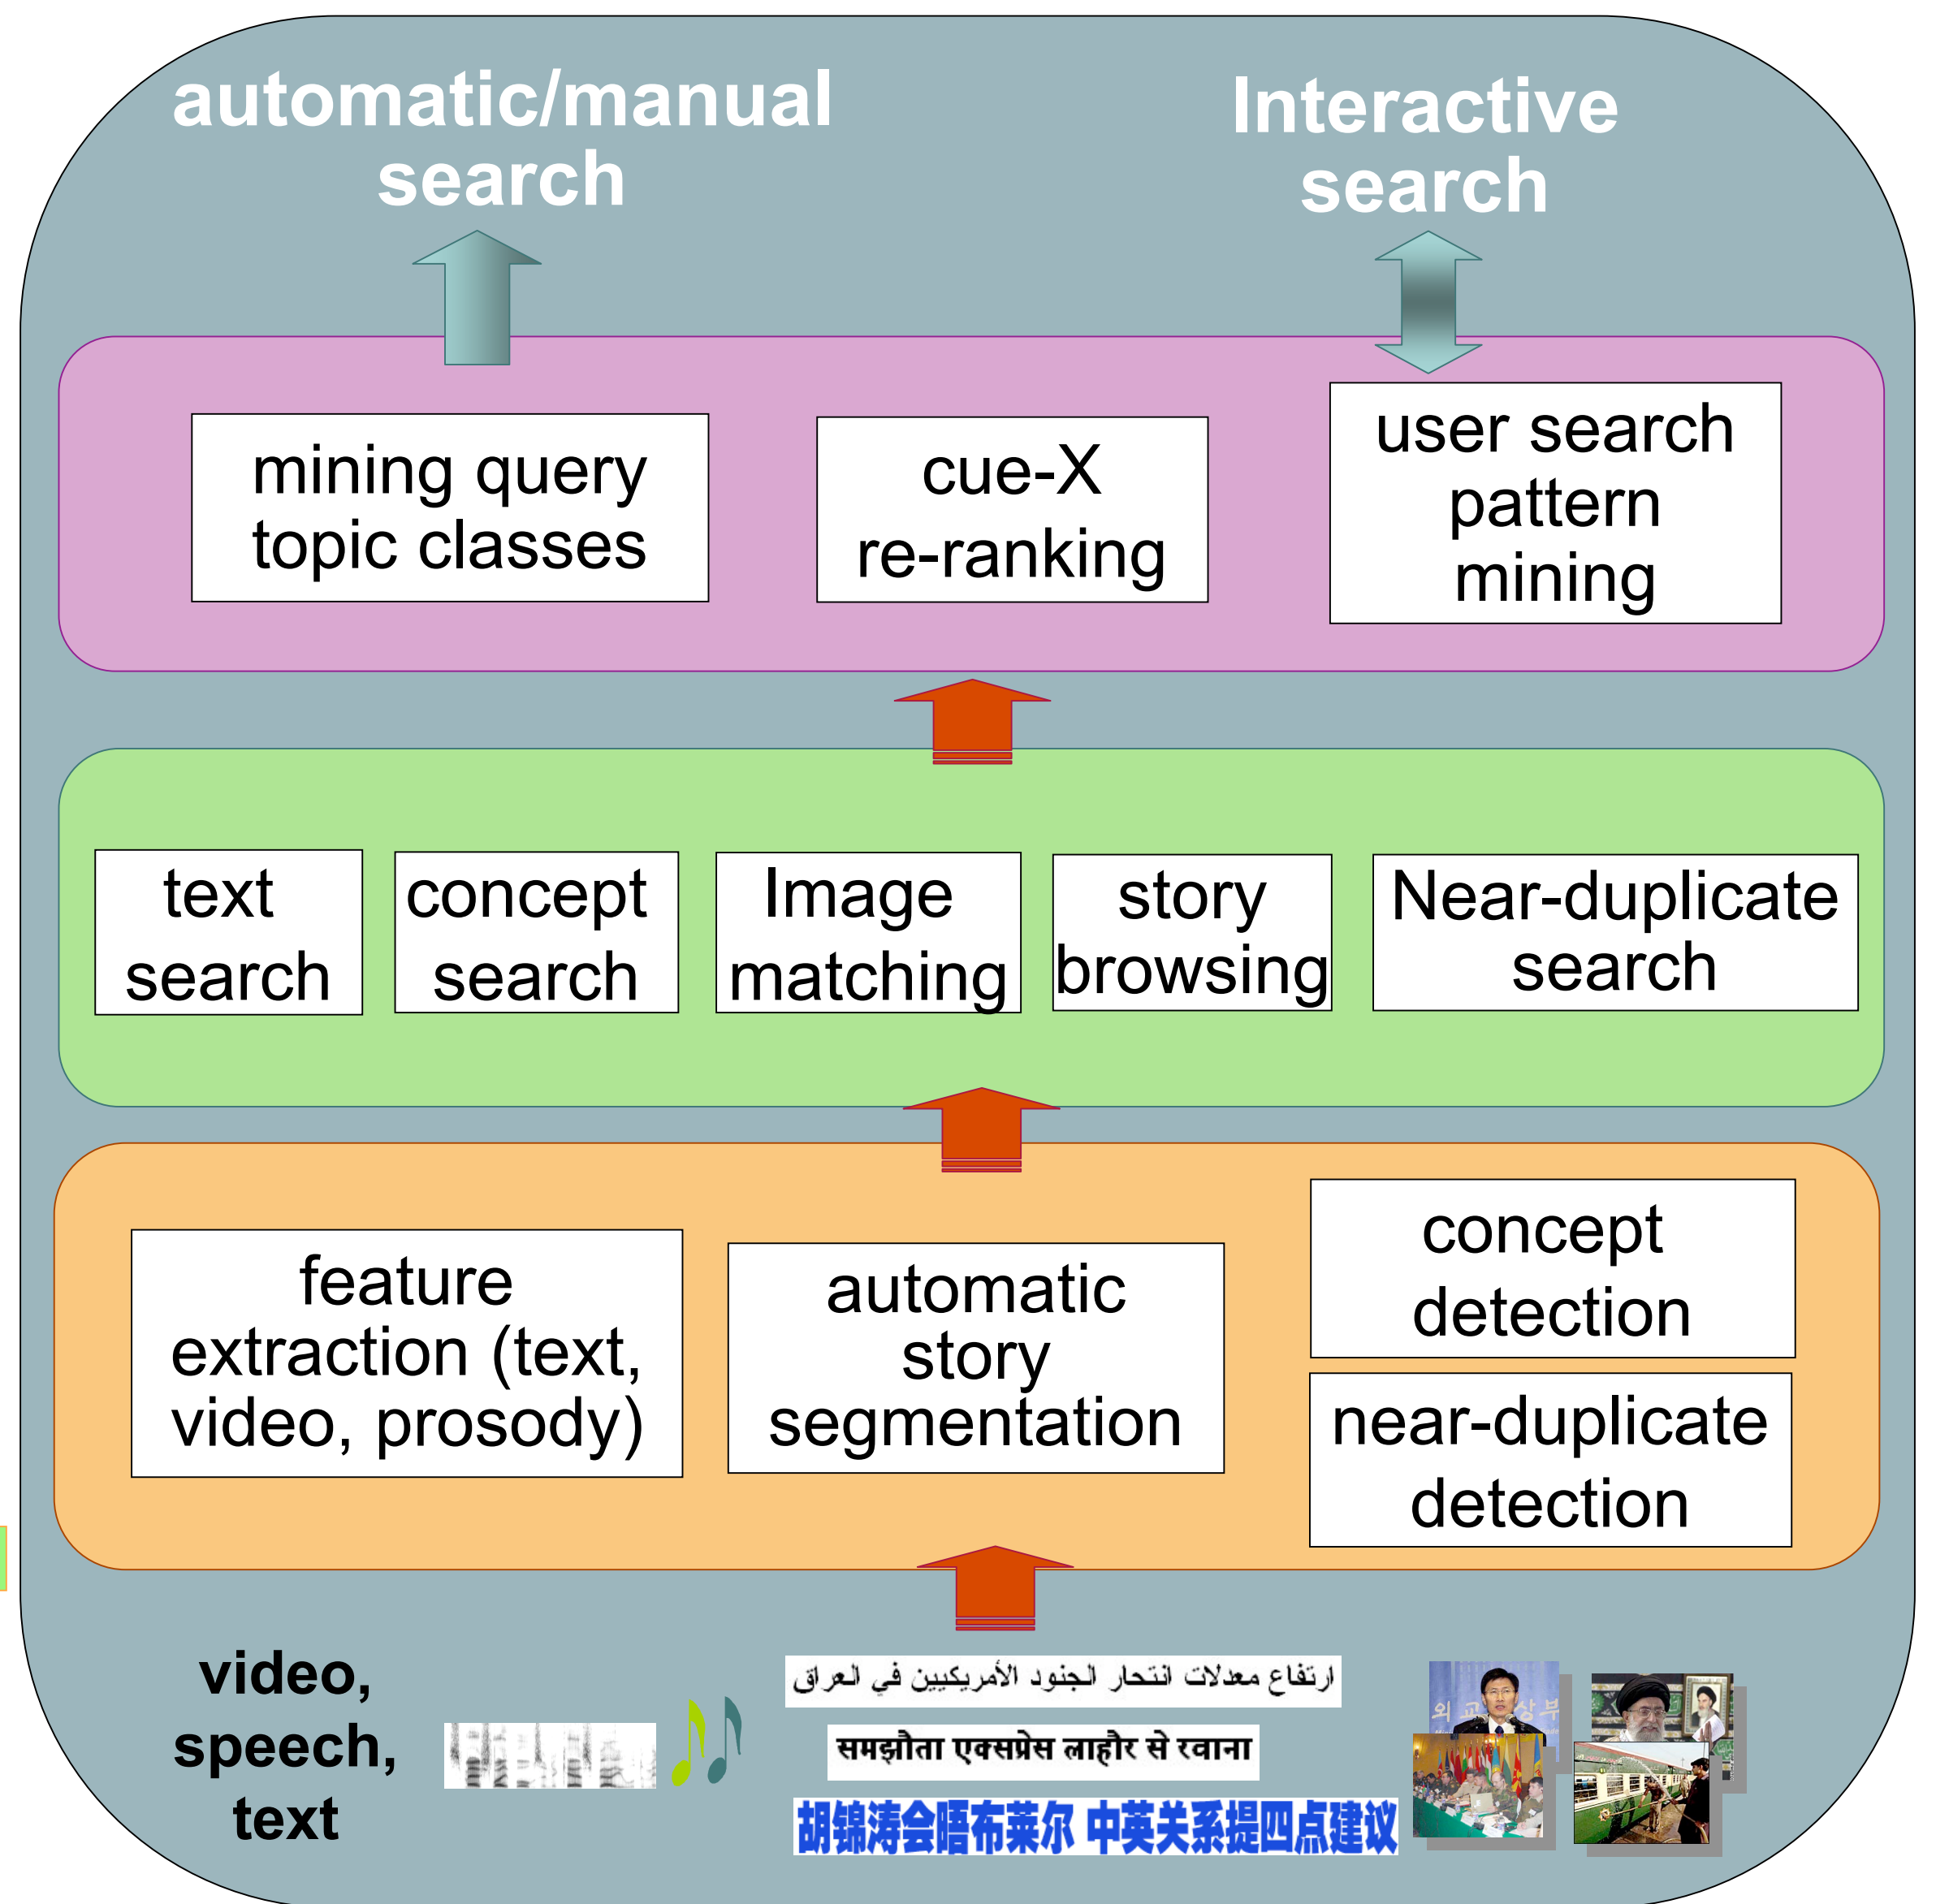 automatic/manual
search
Interactive
search
mining query
topic classes
cue-X
re-ranking
user search
pattern
mining
text
search
concept
search
Image
matching
story
browsing
Near-duplicate
search
feature
extraction (text,
video, prosody)
automatic
story
segmentation
concept
detection
near-duplicate
detection
video,
speech,
text
ارتفاع معدلات انتحار الجنود الأمريكيين في العراق
समझौता एक्सप्रेस लाहौर से रवाना
胡锦涛会晤布莱尔 中英关系提四点建议
외교